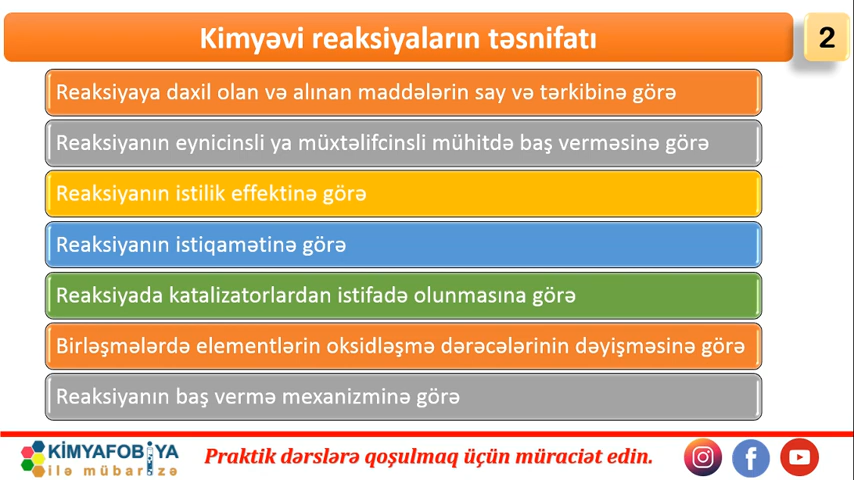 Kimyəvi reaksiyaların təsnifatı
2
Reaksiyaya daxil olan və alınan maddələrin say və tərkibinə görə
Reaksiyanın eynicinsli ya müxtəlifcinsli mühitdə baş verməsinə görə
Reaksiyanın istilik effektinə görə
Reaksiyanın istiqamətinə görə
Reaksiyada katalizatorlardan istifadə olunmasına görə
Birləşmələrdə elementlərin oksidləşmə dərəcələrinin dəyişməsinə görə
Reaksiyanın baş vermə mexanizminə görə
KİMYAFOBİYA
ilə mübarizə
Praktik dərslərə qoşulmaq üçün müraciət edin.